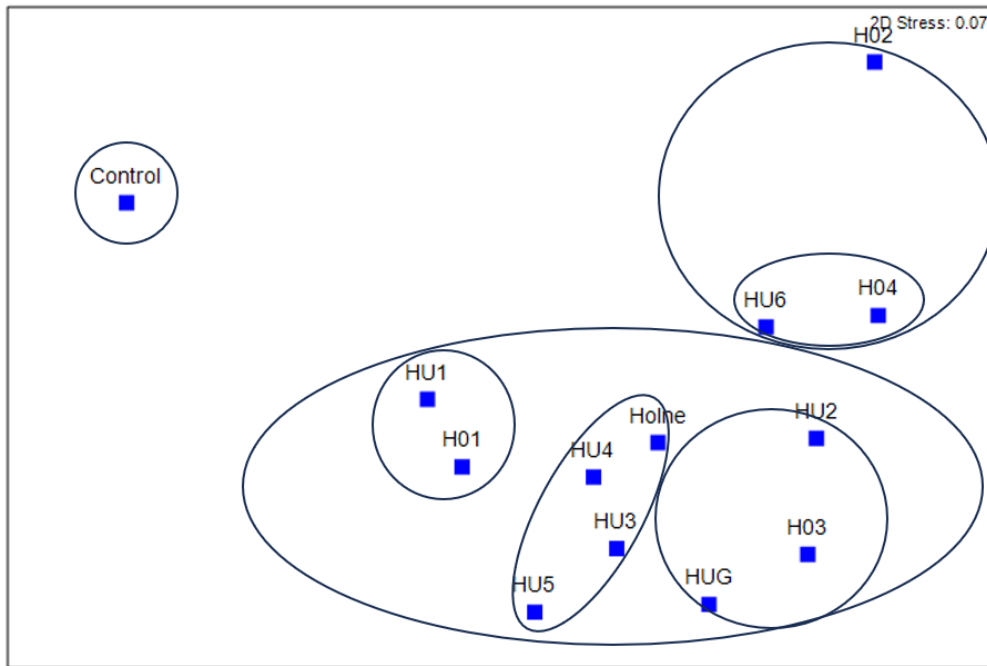 2D Stress: 0.07
H02
Control
HU6
H04
HU1
H01
Holne
HU4
HU3
HU5
HU2
H03
HUG